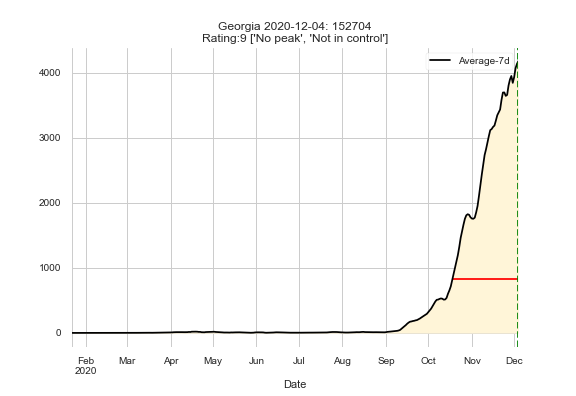 Georgia 2020-12-04: 152704
Rating:9 ['No peak', 'Not in control']
Average-7d
4000
3000
2000
1000
0
Feb Mar Apr May Jun Jul Aug Sep Oct Nov Dec
2020
Date